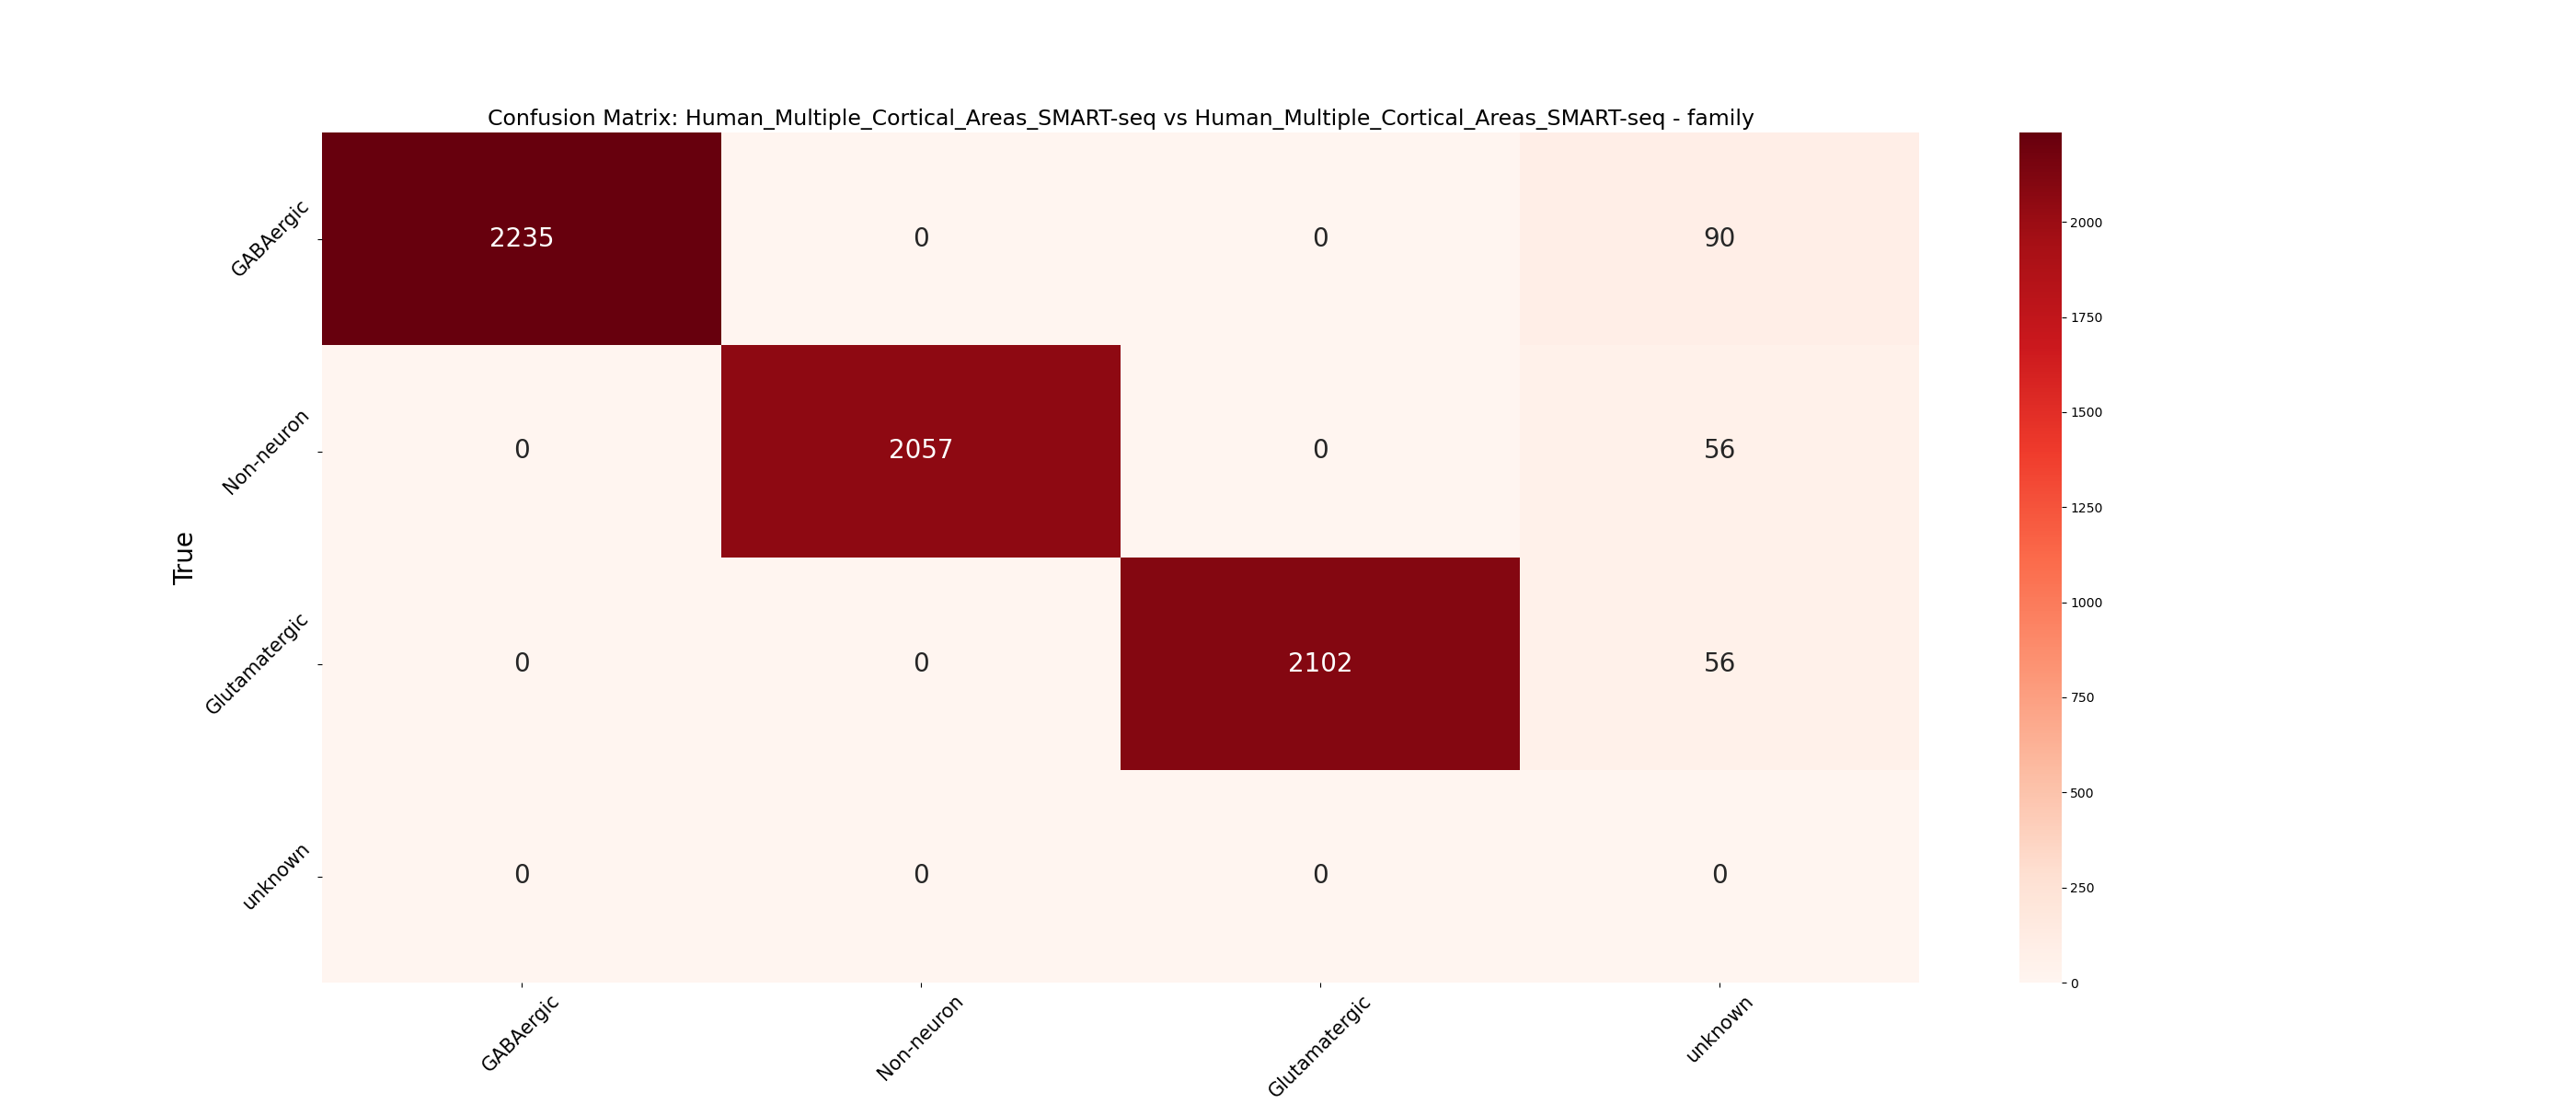 Confusion Matrix: Human_Multiple_Cortical_Areas_SMART-seq vs Human_Multiple_Cortical_Areas_SMART-seq - family
True
GABAergic
2235 0 0 90
Non-neuron
0 2057 0 56
Glutamatergic
0 0 2102 56
unknown
0 0 0 0
GABAergic Non-neuron Glutamatergic unknown
2000
1750
1500
1250
1000
750
500
250
0